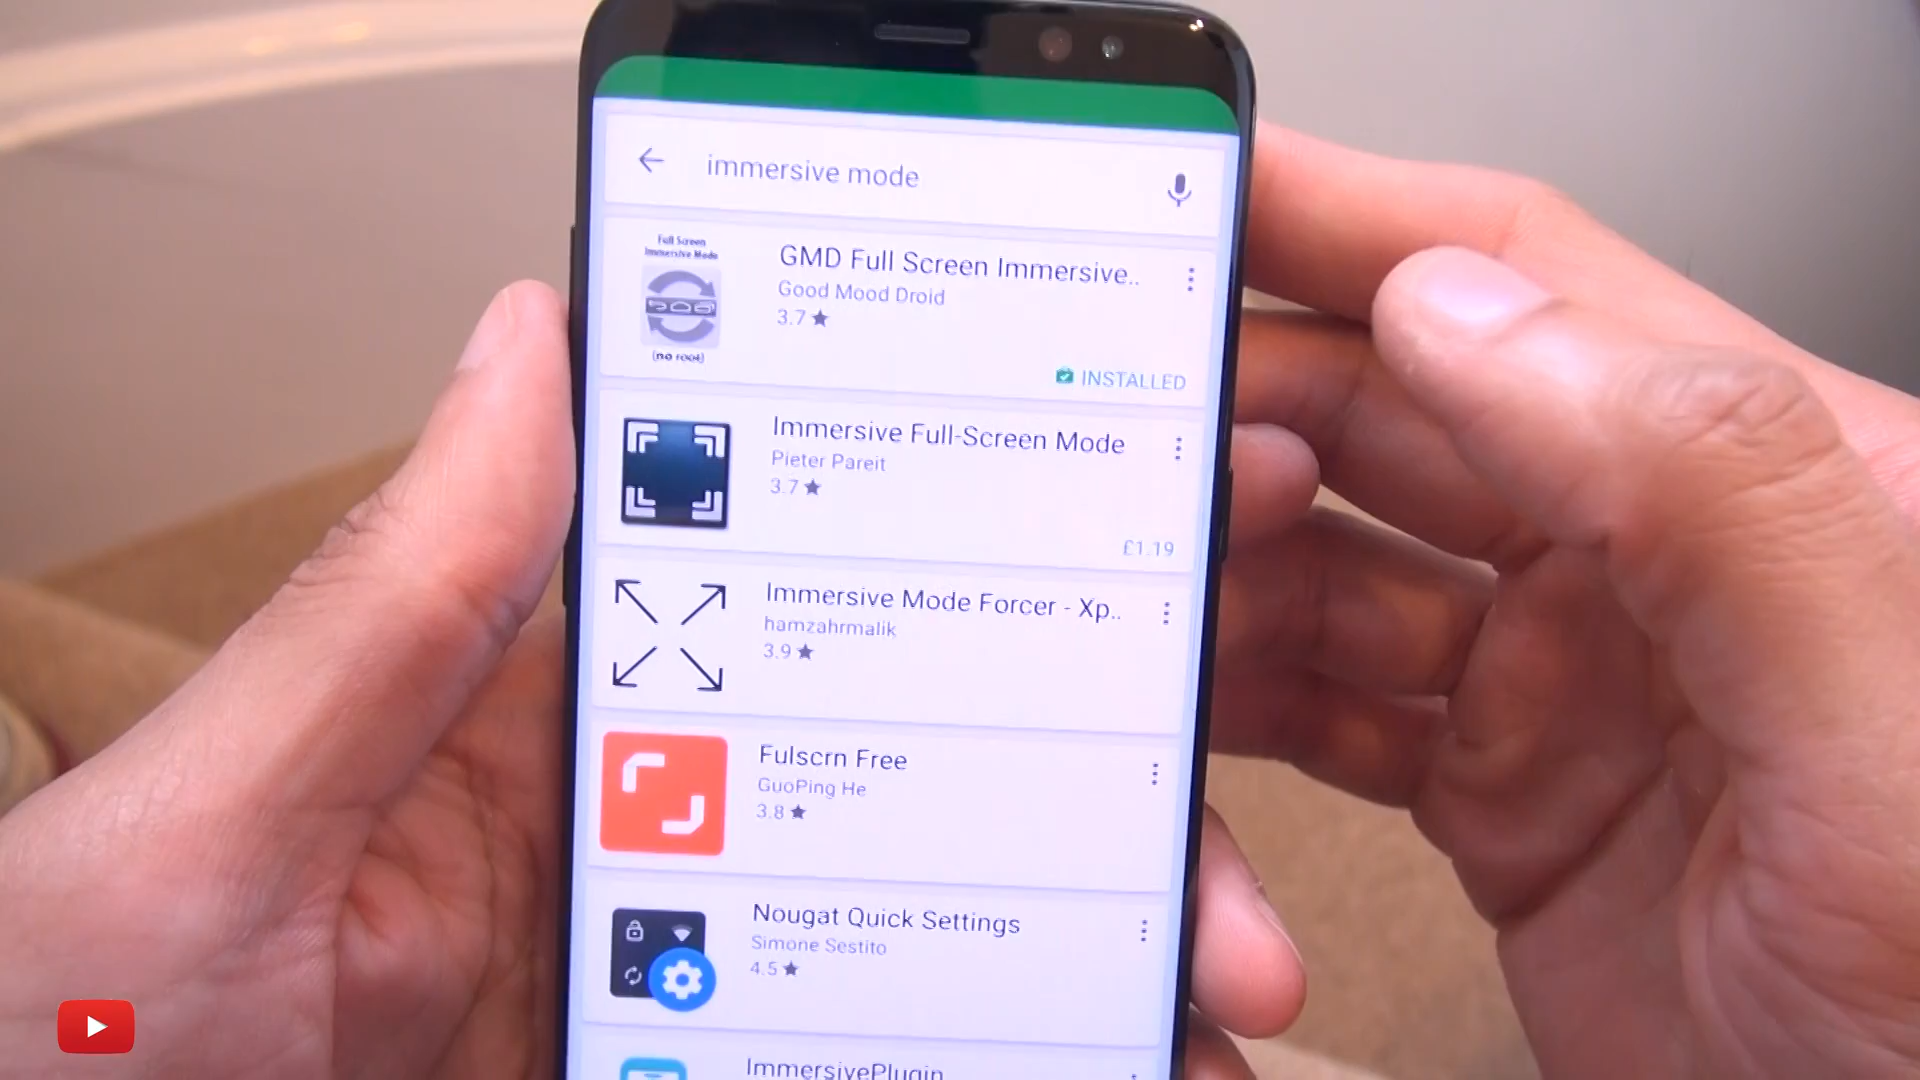 immersive mode
Full Screen
Immersive Mode
(no root)
GMD Full Screen Immersive..
Good Mood Droid
3.7
INSTALLED
Immersive Full-Screen Mode
Pieter Pareit
3.7
£1.19
Immersive Mode Forcer - Xp..
hamzahrmalik
3.9
Fulscrn Free
GuoPing He
3.8
Nougat Quick Settings
Simone Sestito
4.5
ImmersivePlugin